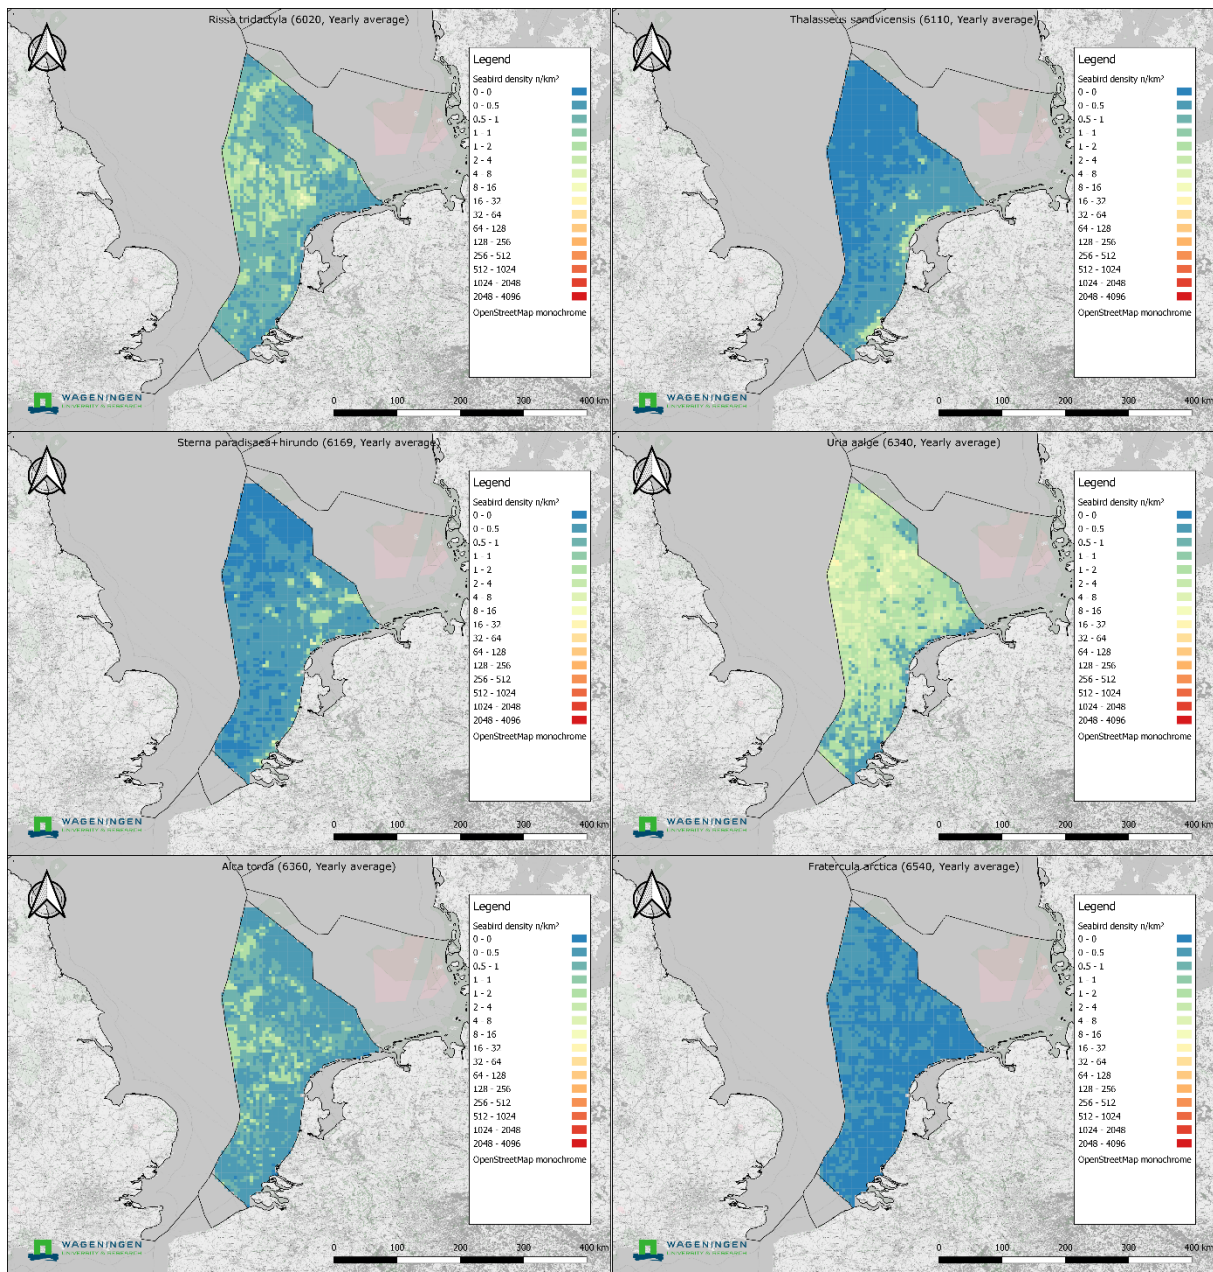 Rissa tridactyla (6020, Yearly average)
Legend
Seabird density n/km²
0 - 0
0 - 0.5
0.5 - 1
1 - 1
1 - 2
2 - 4
4 - 8
8 - 16
16 - 32
32 - 64
64 - 128
128 - 256
256 - 512
512 - 1024
1024 - 2048
2048 - 4096
OpenStreetMap monochrome
WAGENINGEN
UNIVERSITY & RESEARCH
0 100 200 300 400 km
Thalasseus sandvicensis (6110, Yearly average)
Legend
Seabird density n/km²
0 - 0
0 - 0.5
0.5 - 1
1 - 1
1 - 2
2 - 4
4 - 8
8 - 16
16 - 32
32 - 64
64 - 128
128 - 256
256 - 512
512 - 1024
1024 - 2048
2048 - 4096
OpenStreetMap monochrome
WAGENINGEN
UNIVERSITY & RESEARCH
0 100 200 300 400 km
Sterna paradisaea+hirundo (6169, Yearly average)
Legend
Seabird density n/km²
0 - 0
0 - 0.5
0.5 - 1
1 - 1
1 - 2
2 - 4
4 - 8
8 - 16
16 - 32
32 - 64
64 - 128
128 - 256
256 - 512
512 - 1024
1024 - 2048
2048 - 4096
OpenStreetMap monochrome
WAGENINGEN
UNIVERSITY & RESEARCH
0 100 200 300 400 km
Uria aalge (6340, Yearly average)
Legend
Seabird density n/km²
0 - 0
0 - 0.5
0.5 - 1
1 - 1
1 - 2
2 - 4
4 - 8
8 - 16
16 - 32
32 - 64
64 - 128
128 - 256
256 - 512
512 - 1024
1024 - 2048
2048 - 4096
OpenStreetMap monochrome
WAGENINGEN
UNIVERSITY & RESEARCH
0 100 200 300 400 km
Alca torda (6360, Yearly average)
Legend
Seabird density n/km²
0 - 0
0 - 0.5
0.5 - 1
1 - 1
1 - 2
2 - 4
4 - 8
8 - 16
16 - 32
32 - 64
64 - 128
128 - 256
256 - 512
512 - 1024
1024 - 2048
2048 - 4096
OpenStreetMap monochrome
WAGENINGEN
UNIVERSITY & RESEARCH
0 100 200 300 400 km
Fratercula arctica (6540, Yearly average)
Legend
Seabird density n/km²
0 - 0
0 - 0.5
0.5 - 1
1 - 1
1 - 2
2 - 4
4 - 8
8 - 16
16 - 32
32 - 64
64 - 128
128 - 256
256 - 512
512 - 1024
1024 - 2048
2048 - 4096
OpenStreetMap monochrome
WAGENINGEN
UNIVERSITY & RESEARCH
0 100 200 300 400 km